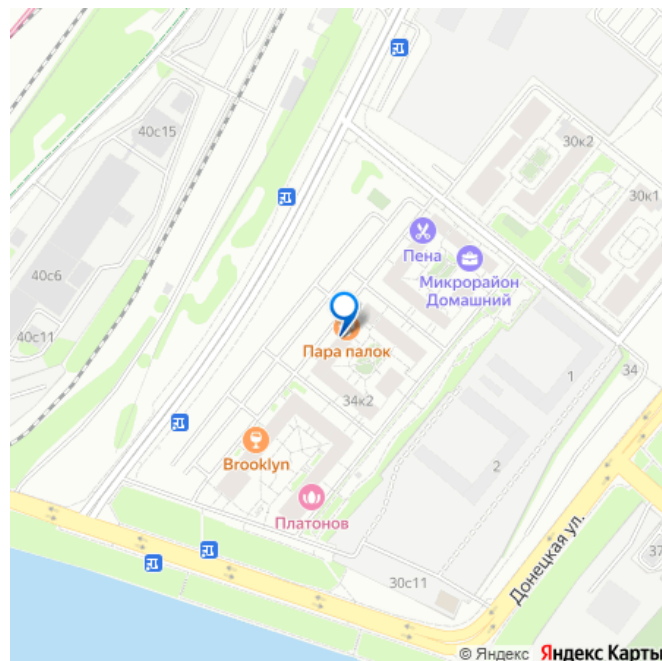 40с15
30к2
30к1
Пена
40с6
Микрорайон
Домашний
40с11
Пара палок
34
1
34к2
2
Brooklyn
Платонов
37
30с11
Донецкая ул.
© Яндекс Яндекс Карты